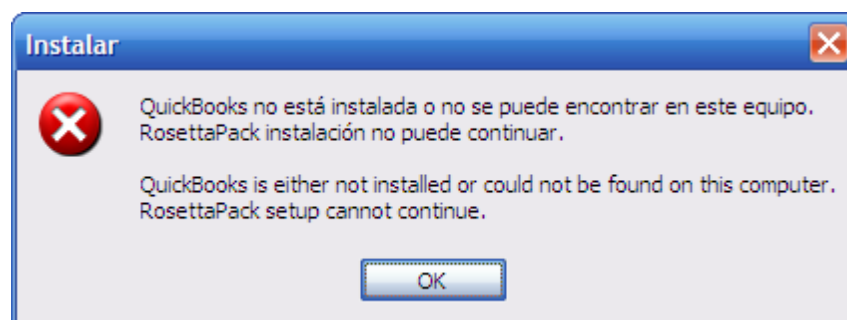 Instalar
QuickBooks no está instalada o no se puede encontrar en este equipo.
RosettaPack instalación no puede continuar.
QuickBooks is either not installed or could not be found on this computer.
RosettaPack setup cannot continue.
OK